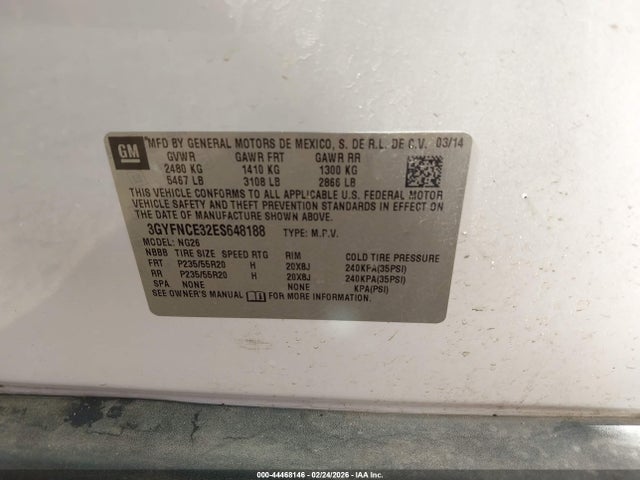 GM
MFD BY GENERAL MOTORS DE MEXICO, S. DE R.L. DE C.V. 03/14
GVWR GAWR FRT GAWR RR
2480 KG 1410 KG 1300 KG
5467 LB 3108 LB 2866 LB
THIS VEHICLE CONFORMS TO ALL APPLICABLE U.S. FEDERAL MOTOR
VEHICLE SAFETY AND THEFT PREVENTION STANDARDS IN EFFECT ON THE
DATE OF MANUFACTURE SHOWN ABOVE.
3GYFNCE32ES648188 TYPE: M.P.V.
MODEL: NG26
NBBB TIRE SIZE SPEED RTG RIM COLD TIRE PRESSURE
FRT P235/55R20 H 20X8J 240KPA(35PSI)
RR P235/55R20 H 20X8J 240KPA(35PSI)
SPA NONE NONE KPA(PSI)
SEE OWNER'S MANUAL FOR MORE INFORMATION.
000-44468146 - 02/24/2026 - IAA Inc.